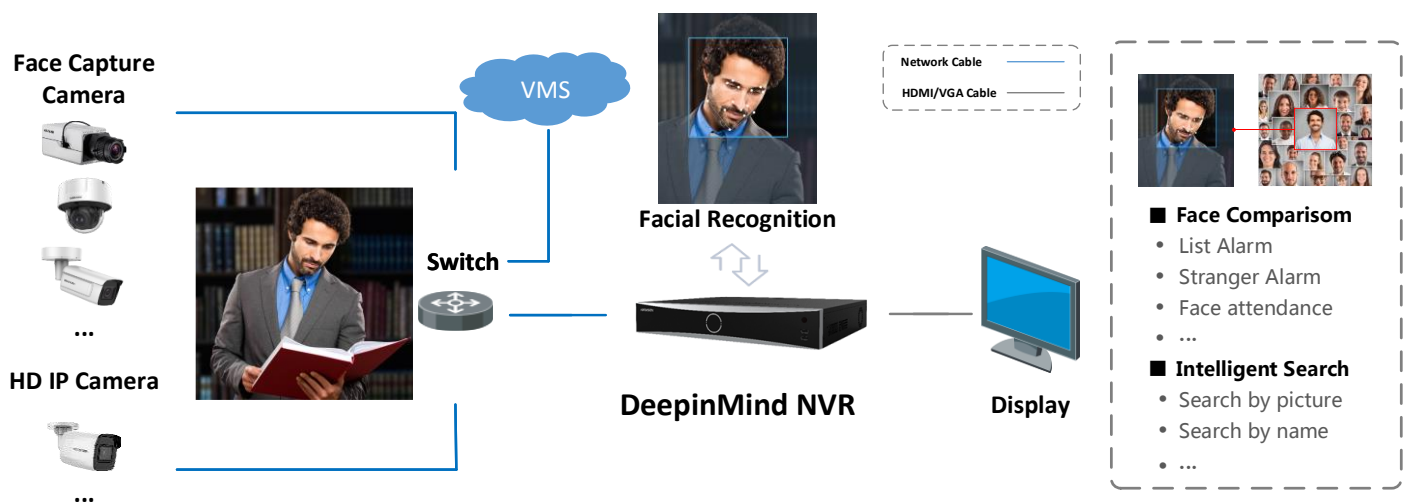 Face Capture
Camera
...
HD IP Camera
...
VMS
Switch
Facial Recognition
DeepinMind NVR
Display
Network Cable
HDMI/VGA Cable
■ Face Comparisom
• List Alarm
• Stranger Alarm
• Face attendance
• ...
■ Intelligent Search
• Search by picture
• Search by name
• ...